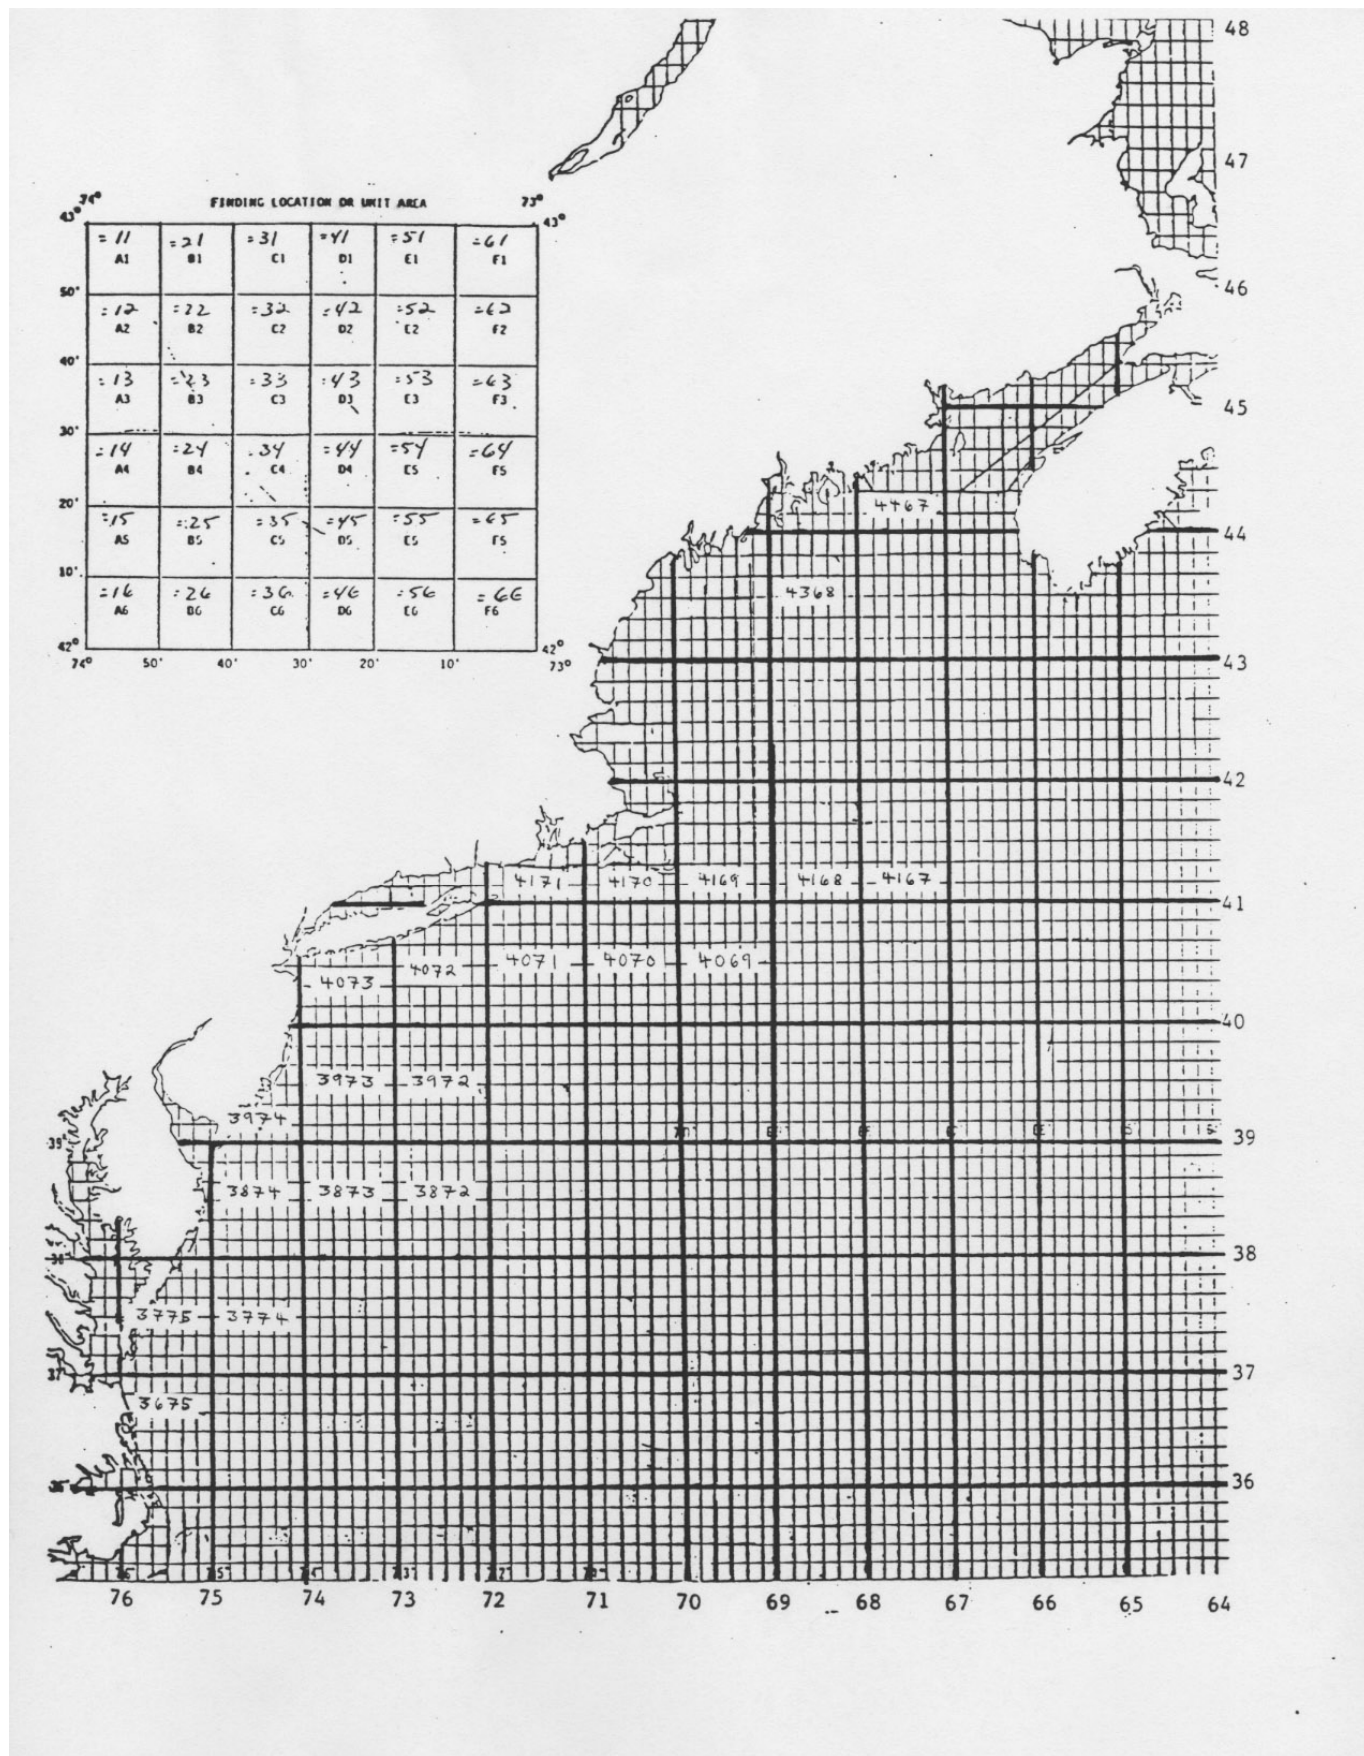 48
47
46
45
44
43
42
41
40
39
38
37
36
FINDING LOCATION OR UNIT AREA
43° 74° 73° 43°
=11 =21 =31 =41 =51 =61
A1 B1 C1 D1 E1 F1
50'
=12 =22 =32 =42 =52 =62
A2 B2 C2 D2 E2 F2
40'
=13 =23 =33 =43 =53 =63
A3 B3 C3 D3 E3 F3
30'
=14 =24 =34 =44 =54 =64
A4 B4 C4 D4 E5 F5
20'
=15 =25 =35 =45 =55 =65
A5 B5 C5 D5 E5 F5
10'
=16 =26 =36 =46 =56 =66
A6 B6 C6 D6 E6 F6
42° 42°
74° 50' 40' 30' 20' 10' 73°
4467
4368
4171 4170 4169 4168 4167
4073 4072 4071 4070 4069
3973 3972
3974
39°
3874 3873 3872
3775 3774
37
3675
76 75 74 73 72 71 70 69 68 67 66 65 64